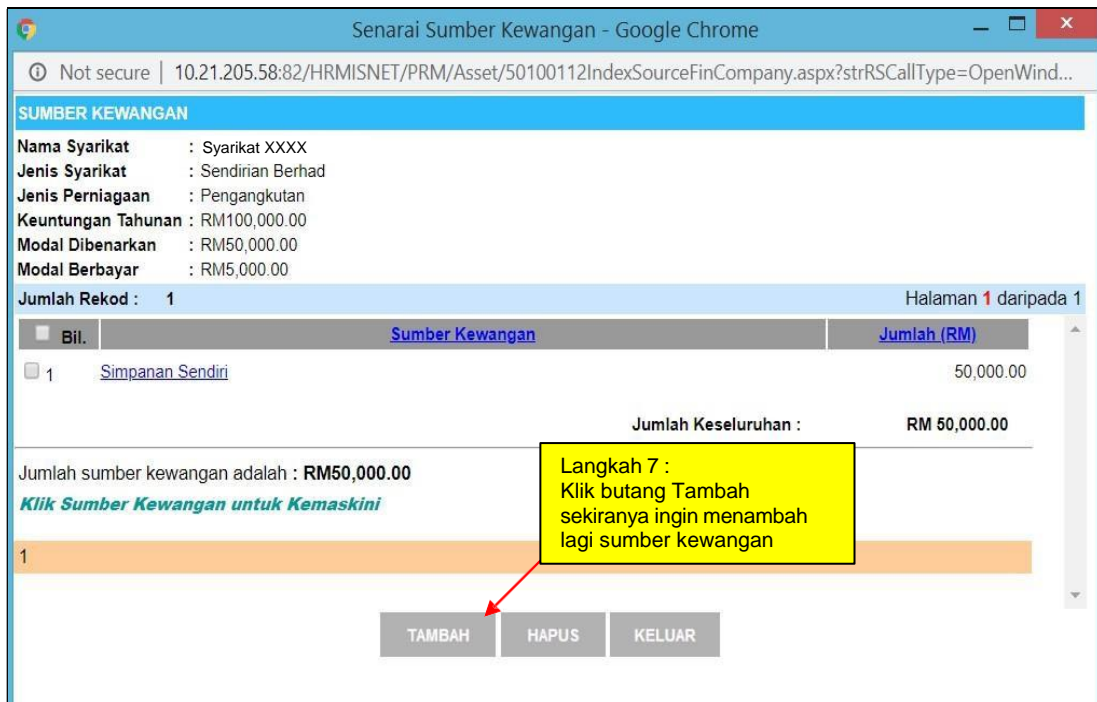 Senarai Sumber Kewangan - Google Chrome
Not secure | 10.21.205.58:82/HRMISNET/PRM/Asset/50100112IndexSourceFinCompany.aspx?strRSCallType=OpenWind...
SUMBER KEWANGAN
Nama Syarikat : Syarikat XXXX
Jenis Syarikat : Sendirian Berhad
Jenis Perniagaan : Pengangkutan
Keuntungan Tahunan : RM100,000.00
Modal Dibenarkan : RM50,000.00
Modal Berbayar : RM5,000.00
Jumlah Rekod : 1 Halaman 1 daripada 1
Bil. Sumber Kewangan Jumlah (RM)
1 Simpanan Sendiri 50,000.00
Jumlah Keseluruhan : RM 50,000.00
Jumlah sumber kewangan adalah : RM50,000.00
Klik Sumber Kewangan untuk Kemaskini
Langkah 7 :
Klik butang Tambah
sekiranya ingin menambah
lagi sumber kewangan
1
TAMBAH HAPUS KELUAR